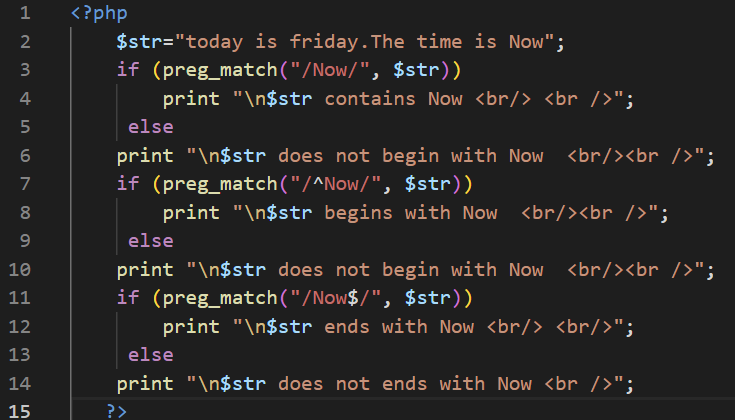 1 <?php
2 $str="today is friday.The time is Now";
3 if (preg_match("/Now/", $str))
4 print "\n$str contains Now <br/> <br />";
5 else
6 print "\n$str does not begin with Now  <br/><br />";
7 if (preg_match("/^Now/", $str))
8 print "\n$str begins with Now  <br/><br />";
9 else
10 print "\n$str does not begin with Now  <br/><br />";
11 if (preg_match("/Now$/", $str))
12 print "\n$str ends with Now <br/> <br/>";
13 else
14 print "\n$str does not ends with Now <br />";
15 ?>